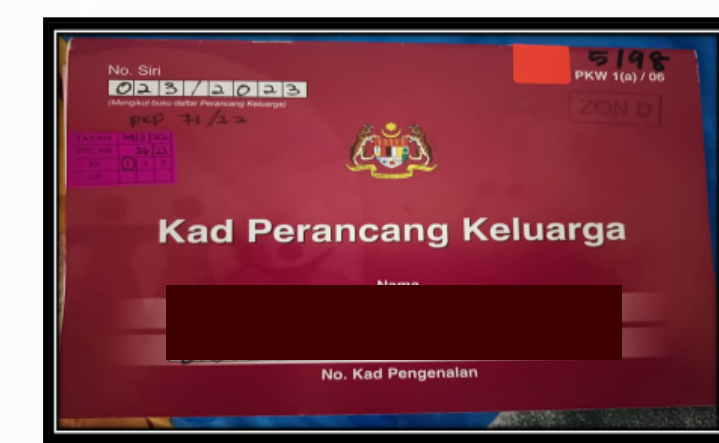 5198
No. Siri
PKW 1(a) / 06
023/2023
(Mengikut buku daftar Perancang Keluarga)
ZON D
PKP 71/22
TARIKH
Kad Perancang Keluarga
Nama
No. Kad Pengenalan